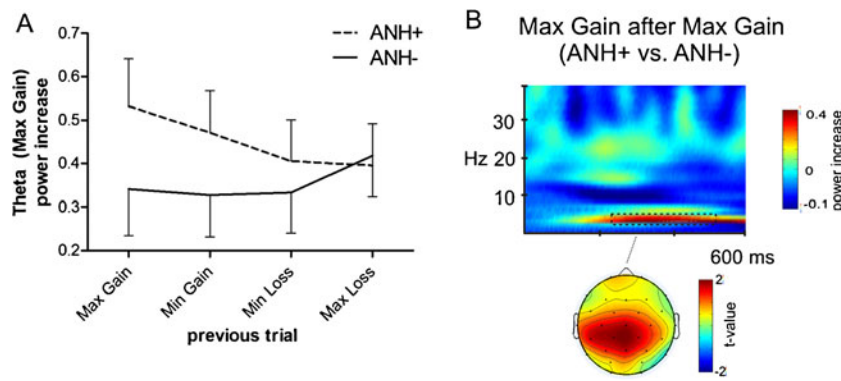 A
ANH+
ANH-
Theta (Max Gain)
power increase
0.7
0.6
0.5
0.4
0.3
0.2
Max Gain
Min Gain
Min Loss
Max Loss
previous trial
B
Max Gain after Max Gain
(ANH+ vs. ANH-)
Hz
30
20
10
600 ms
0.4
0
-0.1
power increase
2
-2
t-value